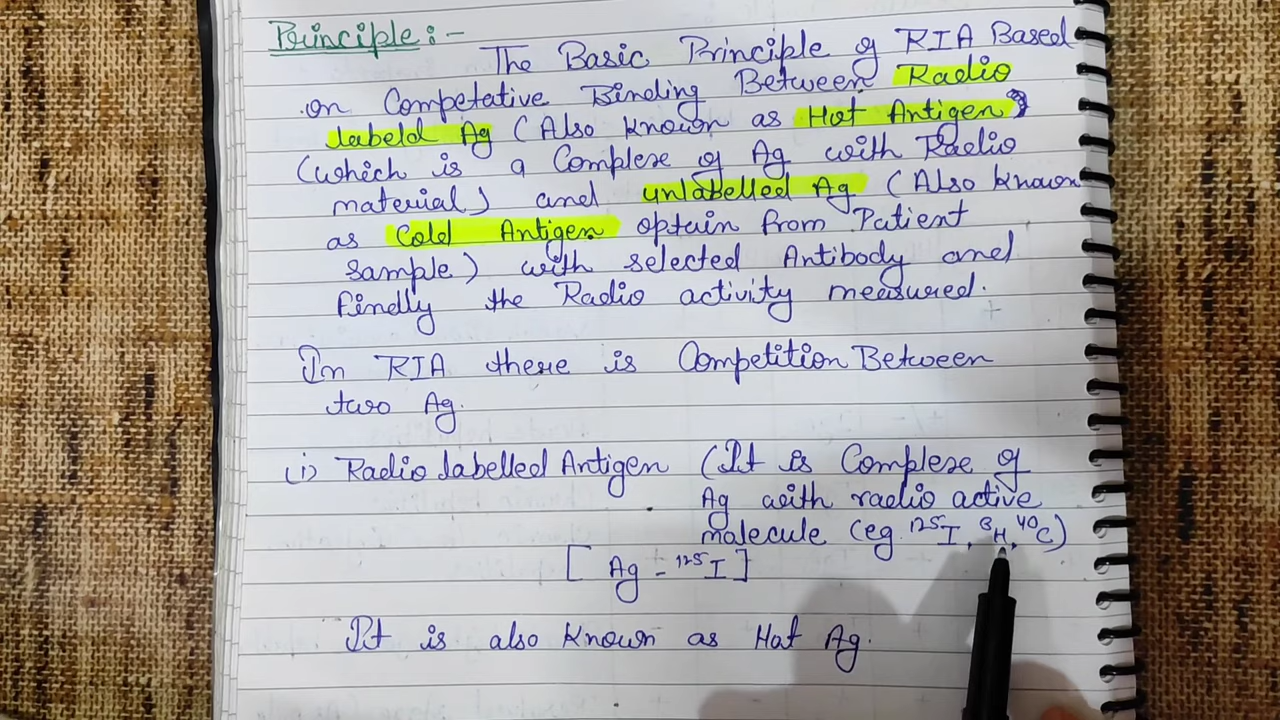 Principle:-
The Basic Principle of RIA Based
on Competative Binding Between Radio
labeld Ag (Also known as Hot Antigen)
(which is a Complexe of Ag with Radio
material) and unlabelled Ag (Also known
as Cold Antigen optain from Patient
Sample) with selected Antibody and
Finelly the Radio activity measured.
In RIA there is Competition Between
two Ag.
(i) Radio labelled Antigen (It is Complexe of
Ag with radio active
molecule (eg. ¹²⁵I, ³H, ⁴⁰C)
[Ag - ¹²⁵I]
It is also Known as Hot Ag.